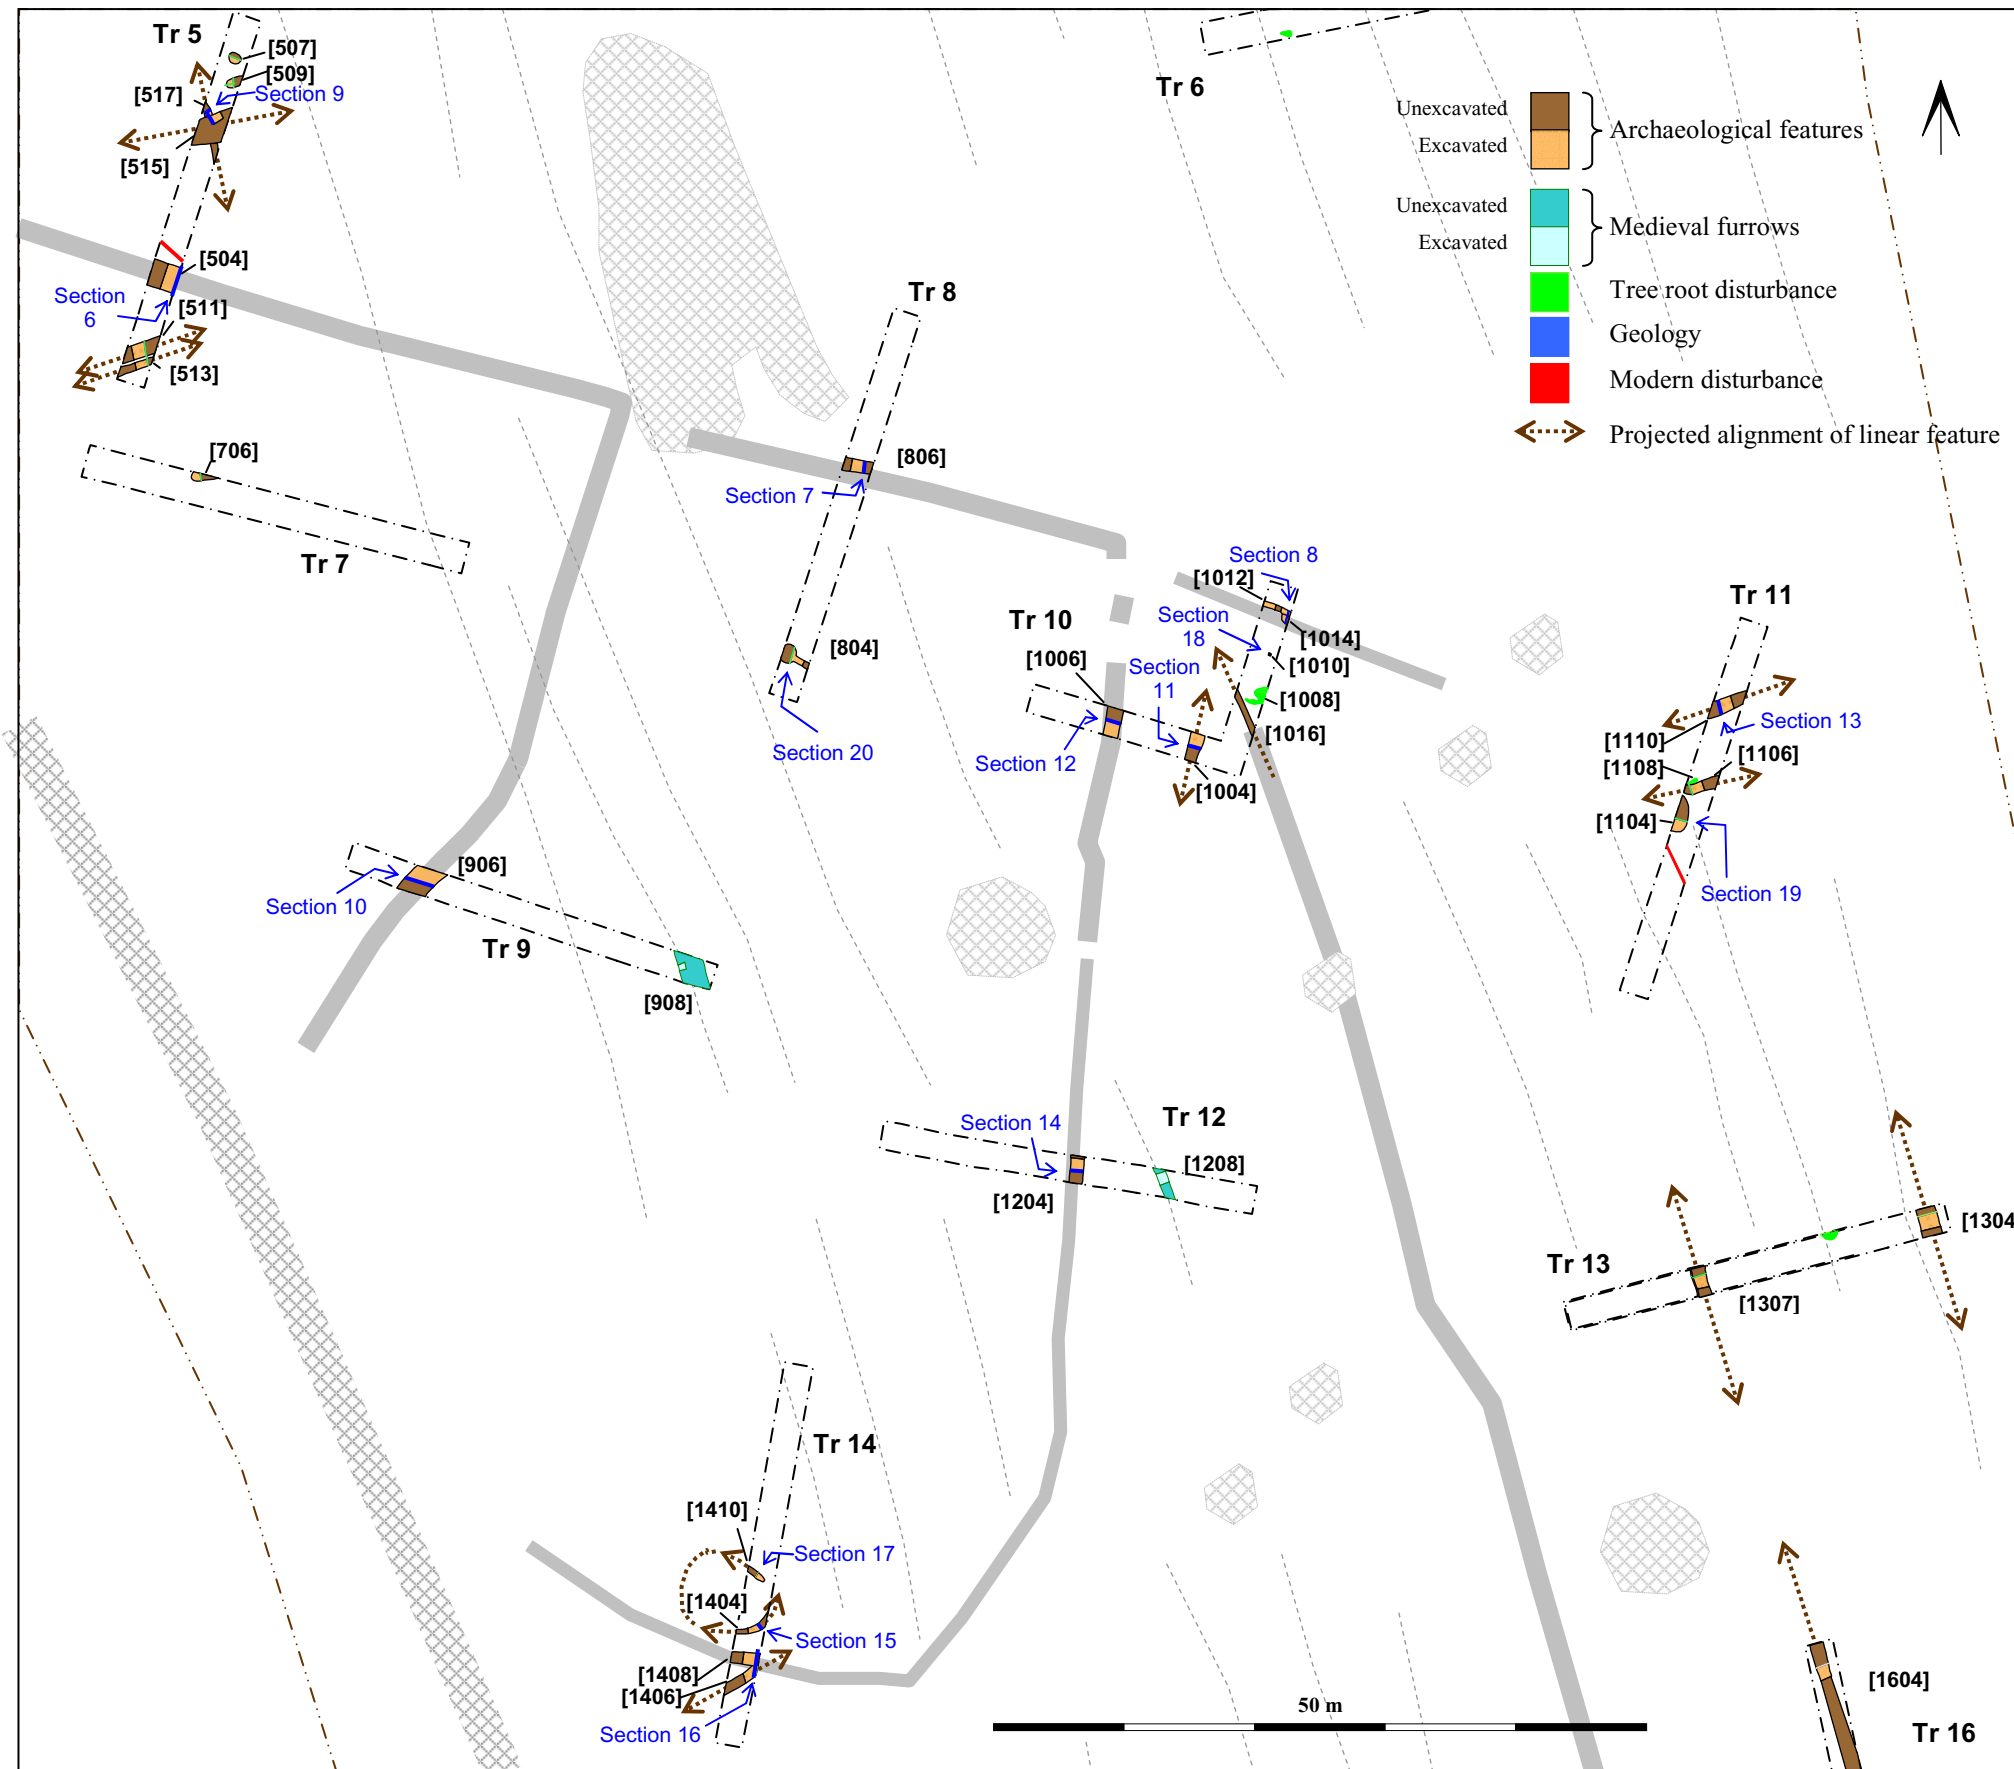 Tr 5
[507]
[509]
Section 9
[517]
[515]
[504]
Section
6
[511]
[513]
Tr 6
Unexcavated
Excavated
Archaeological features
Unexcavated
Excavated
Medieval furrows
Tree root disturbance
Geology
Modern disturbance
Projected alignment of linear feature
[706]
Tr 7
Tr 8
[806]
Section 7
[804]
Section 20
Section 8
[1012]
Section
18
[1014]
[1010]
Tr 10
[1006]
Section
11
[1008]
[1016]
Section 12
[1004]
Tr 11
Section 13
[1110]
[1108]
[1106]
[1104]
Section 19
[906]
Section 10
Tr 9
[908]
Tr 12
Section 14
[1208]
[1204]
Tr 13
[1304
[1307]
Tr 14
[1410]
Section 17
[1404]
Section 15
[1408]
[1406]
Section 16
50 m
[1604]
Tr 16